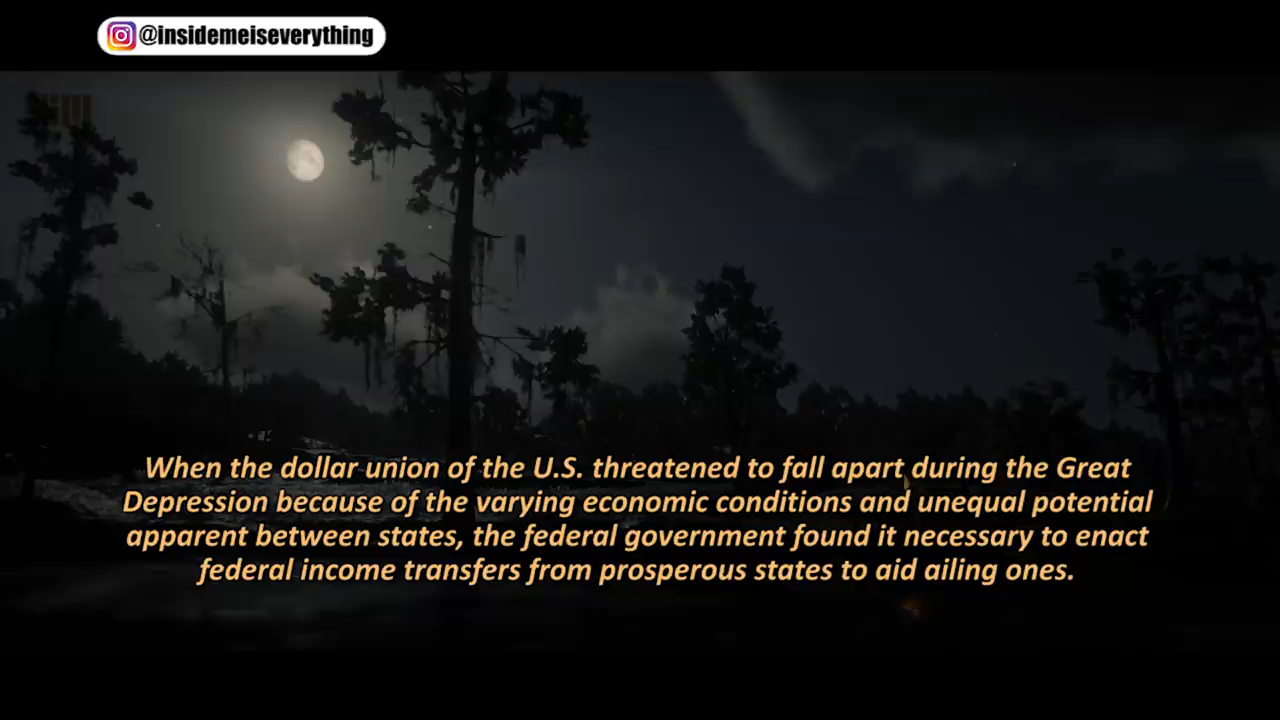 @insidemeiseverything
When the dollar union of the U.S. threatened to fall apart during the Great
Depression because of the varying economic conditions and unequal potential
apparent between states, the federal government found it necessary to enact
federal income transfers from prosperous states to aid ailing ones.